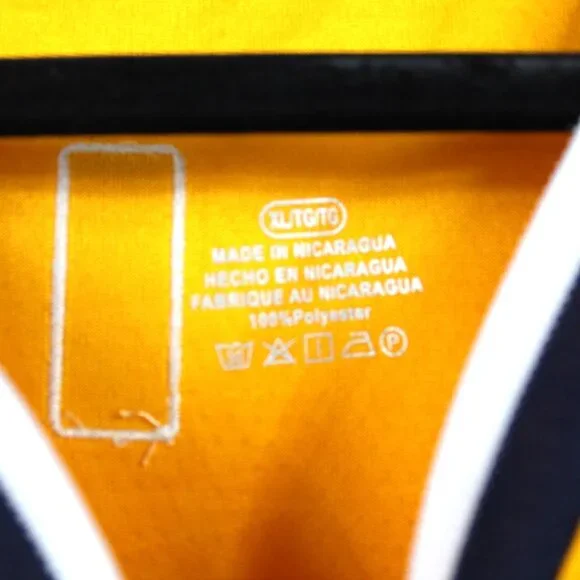 XL/TG/TG
MADE IN NICARAGUA
HECHO EN NICARAGUA
FABRIQUE AU NICARAGUA
100%Polyester
P